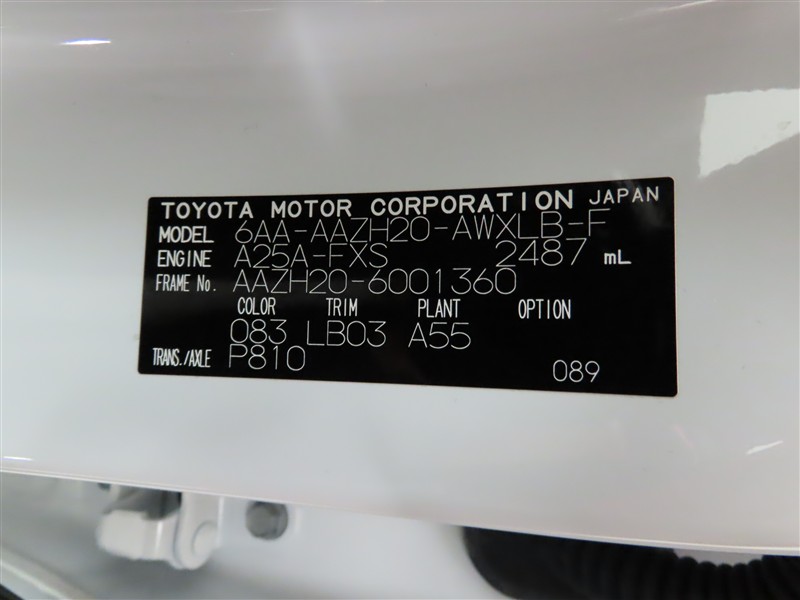 TOYOTA MOTOR CORPORATION JAPAN
MODEL 6AA-AAZH20-AWXLB-F
ENGINE A25A-FXS 2487 mL
FRAME No. AAZH20-6001360
COLOR TRIM PLANT OPTION
083 LB03 A55
TRANS./AXLE P810 089